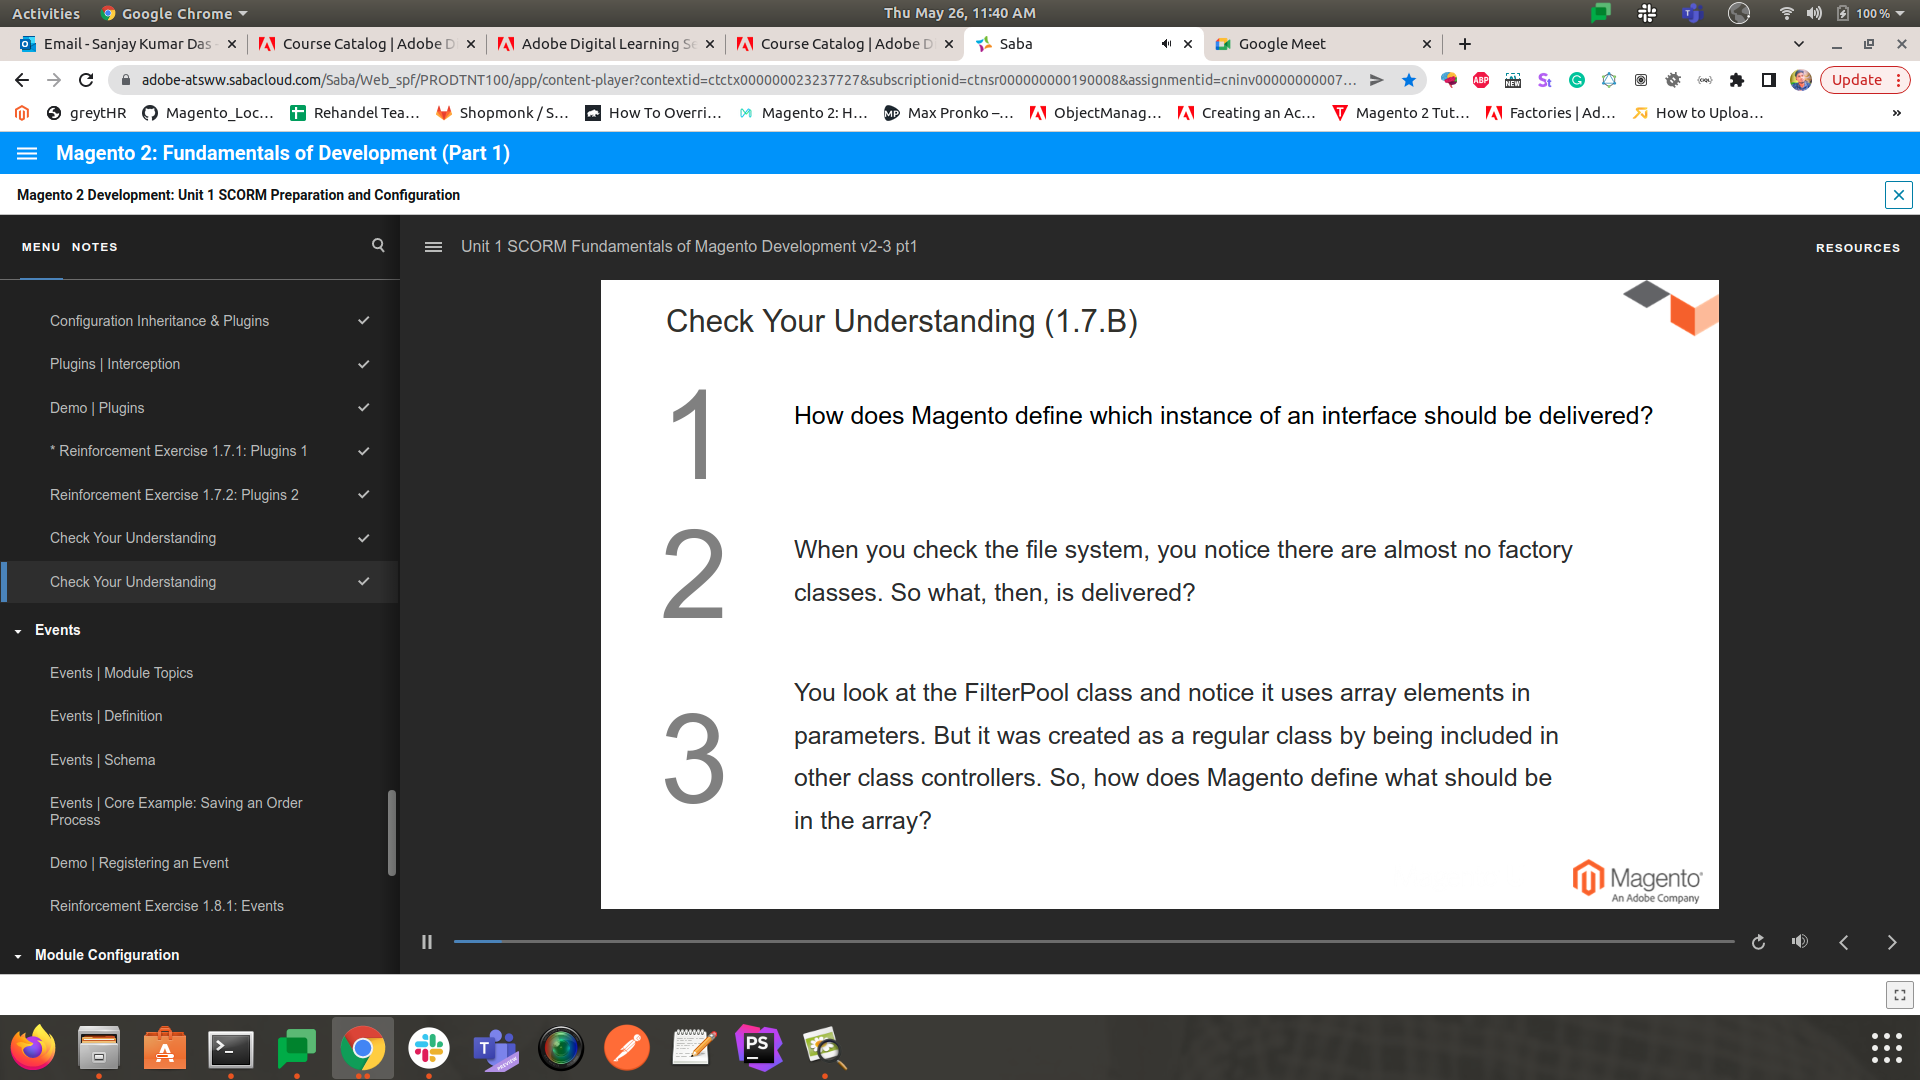 Activities
Google Chrome
Thu May 26, 11:40 AM
100 %
Email - Sanjay Kumar Das
Course Catalog | Adobe D
Adobe Digital Learning Se
Course Catalog | Adobe D
Saba
Google Meet
adobe-atsww.sabacloud.com/Saba/Web_spf/PRODTNT100/app/content-player?contextid=ctctx000000023237727&subscriptionid=ctnsr000000000190008&assignmentid=cninv00000000007...
Update
greytHR
Magento_Loc...
Rehandel Tea...
Shopmonk / S...
How To Overri...
Magento 2: H...
Max Pronko –...
ObjectManag...
Creating an Ac...
Magento 2 Tut...
Factories | Ad...
How to Uploa...
»
Magento 2: Fundamentals of Development (Part 1)
Magento 2 Development: Unit 1 SCORM Preparation and Configuration
MENU NOTES
Unit 1 SCORM Fundamentals of Magento Development v2-3 pt1
RESOURCES
Configuration Inheritance & Plugins
Plugins | Interception
Demo | Plugins
* Reinforcement Exercise 1.7.1: Plugins 1
Reinforcement Exercise 1.7.2: Plugins 2
Check Your Understanding
Check Your Understanding
Events
Events | Module Topics
Events | Definition
Events | Schema
Events | Core Example: Saving an Order
Process
Demo | Registering an Event
Reinforcement Exercise 1.8.1: Events
Module Configuration
Check Your Understanding (1.7.B)
1
How does Magento define which instance of an interface should be delivered?
2
When you check the file system, you notice there are almost no factory
classes. So what, then, is delivered?
3
You look at the FilterPool class and notice it uses array elements in
parameters. But it was created as a regular class by being included in
other class controllers. So, how does Magento define what should be
in the array?
Magento
An Adobe Company